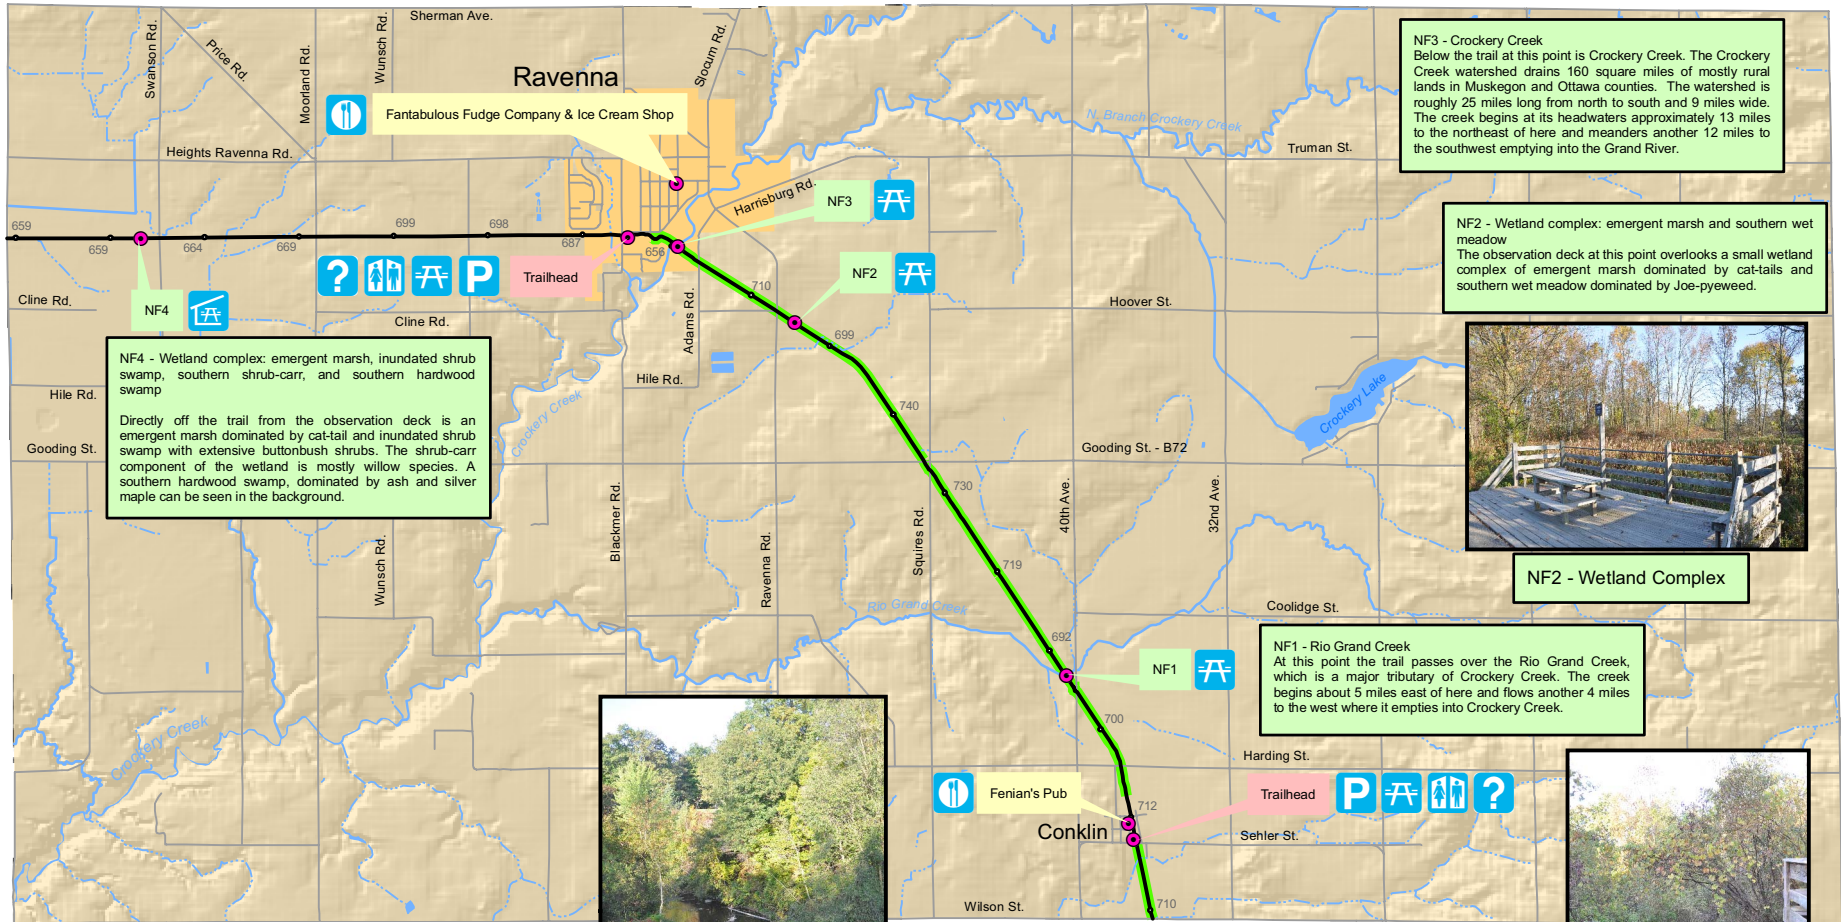 Sherman Ave.
Swanson Rd.
Price Rd.
Moorland Rd.
Wunsch Rd.
Slocum Rd.
Ravenna
Fantabulous Fudge Company & Ice Cream Shop
Heights Ravenna Rd.
N. Branch Crockery Creek
Truman St.
Harrisburg Rd.
NF3
NF2
659
659
664
669
699
698
687
656
710
699
? P
Trailhead
NF4
Cline Rd.
Cline Rd.
Adams Rd.
Hoover St.
Hile Rd.
Hile Rd.
Crockery Creek
Crockery Lake
740
Gooding St.
Gooding St. - B72
730
Blackmer Rd.
Wunsch Rd.
Ravenna Rd.
Squires Rd.
40th Ave.
32nd Ave.
719
Rio Grand Creek
Coolidge St.
692
NF1
700
Crockery Creek
Harding St.
Fenian's Pub
Trailhead
P ?
712
Conklin
Sehler St.
Wilson St.
710
NF3 - Crockery Creek
Below the trail at this point is Crockery Creek. The Crockery
Creek watershed drains 160 square miles of mostly rural
lands in Muskegon and Ottawa counties. The watershed is
roughly 25 miles long from north to south and 9 miles wide.
The creek begins at its headwaters approximately 13 miles
to the northeast of here and meanders another 12 miles to
the southwest emptying into the Grand River.
NF2 - Wetland complex: emergent marsh and southern wet
meadow
The observation deck at this point overlooks a small wetland
complex of emergent marsh dominated by cat-tails and
southern wet meadow dominated by Joe-pyeweed.
NF4 - Wetland complex: emergent marsh, inundated shrub
swamp, southern shrub-carr, and southern hardwood
swamp
Directly off the trail from the observation deck is an
emergent marsh dominated by cat-tail and inundated shrub
swamp with extensive buttonbush shrubs. The shrub-carr
component of the wetland is mostly willow species. A
southern hardwood swamp, dominated by ash and silver
maple can be seen in the background.
NF2 - Wetland Complex
NF1 - Rio Grand Creek
At this point the trail passes over the Rio Grand Creek,
which is a major tributary of Crockery Creek. The creek
begins about 5 miles east of here and flows another 4 miles
to the west where it empties into Crockery Creek.